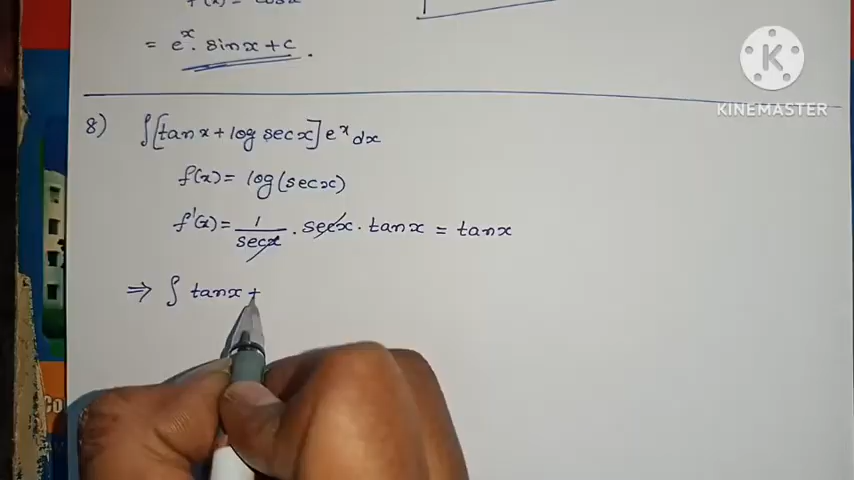 = e^x . sinx + c .
KINEMASTER
8) ∫[tanx + log secx] e^x dx
f(x) = log(secx)
f'(x) = 1/secx . secx . tanx = tanx
⇒ ∫ tanx +